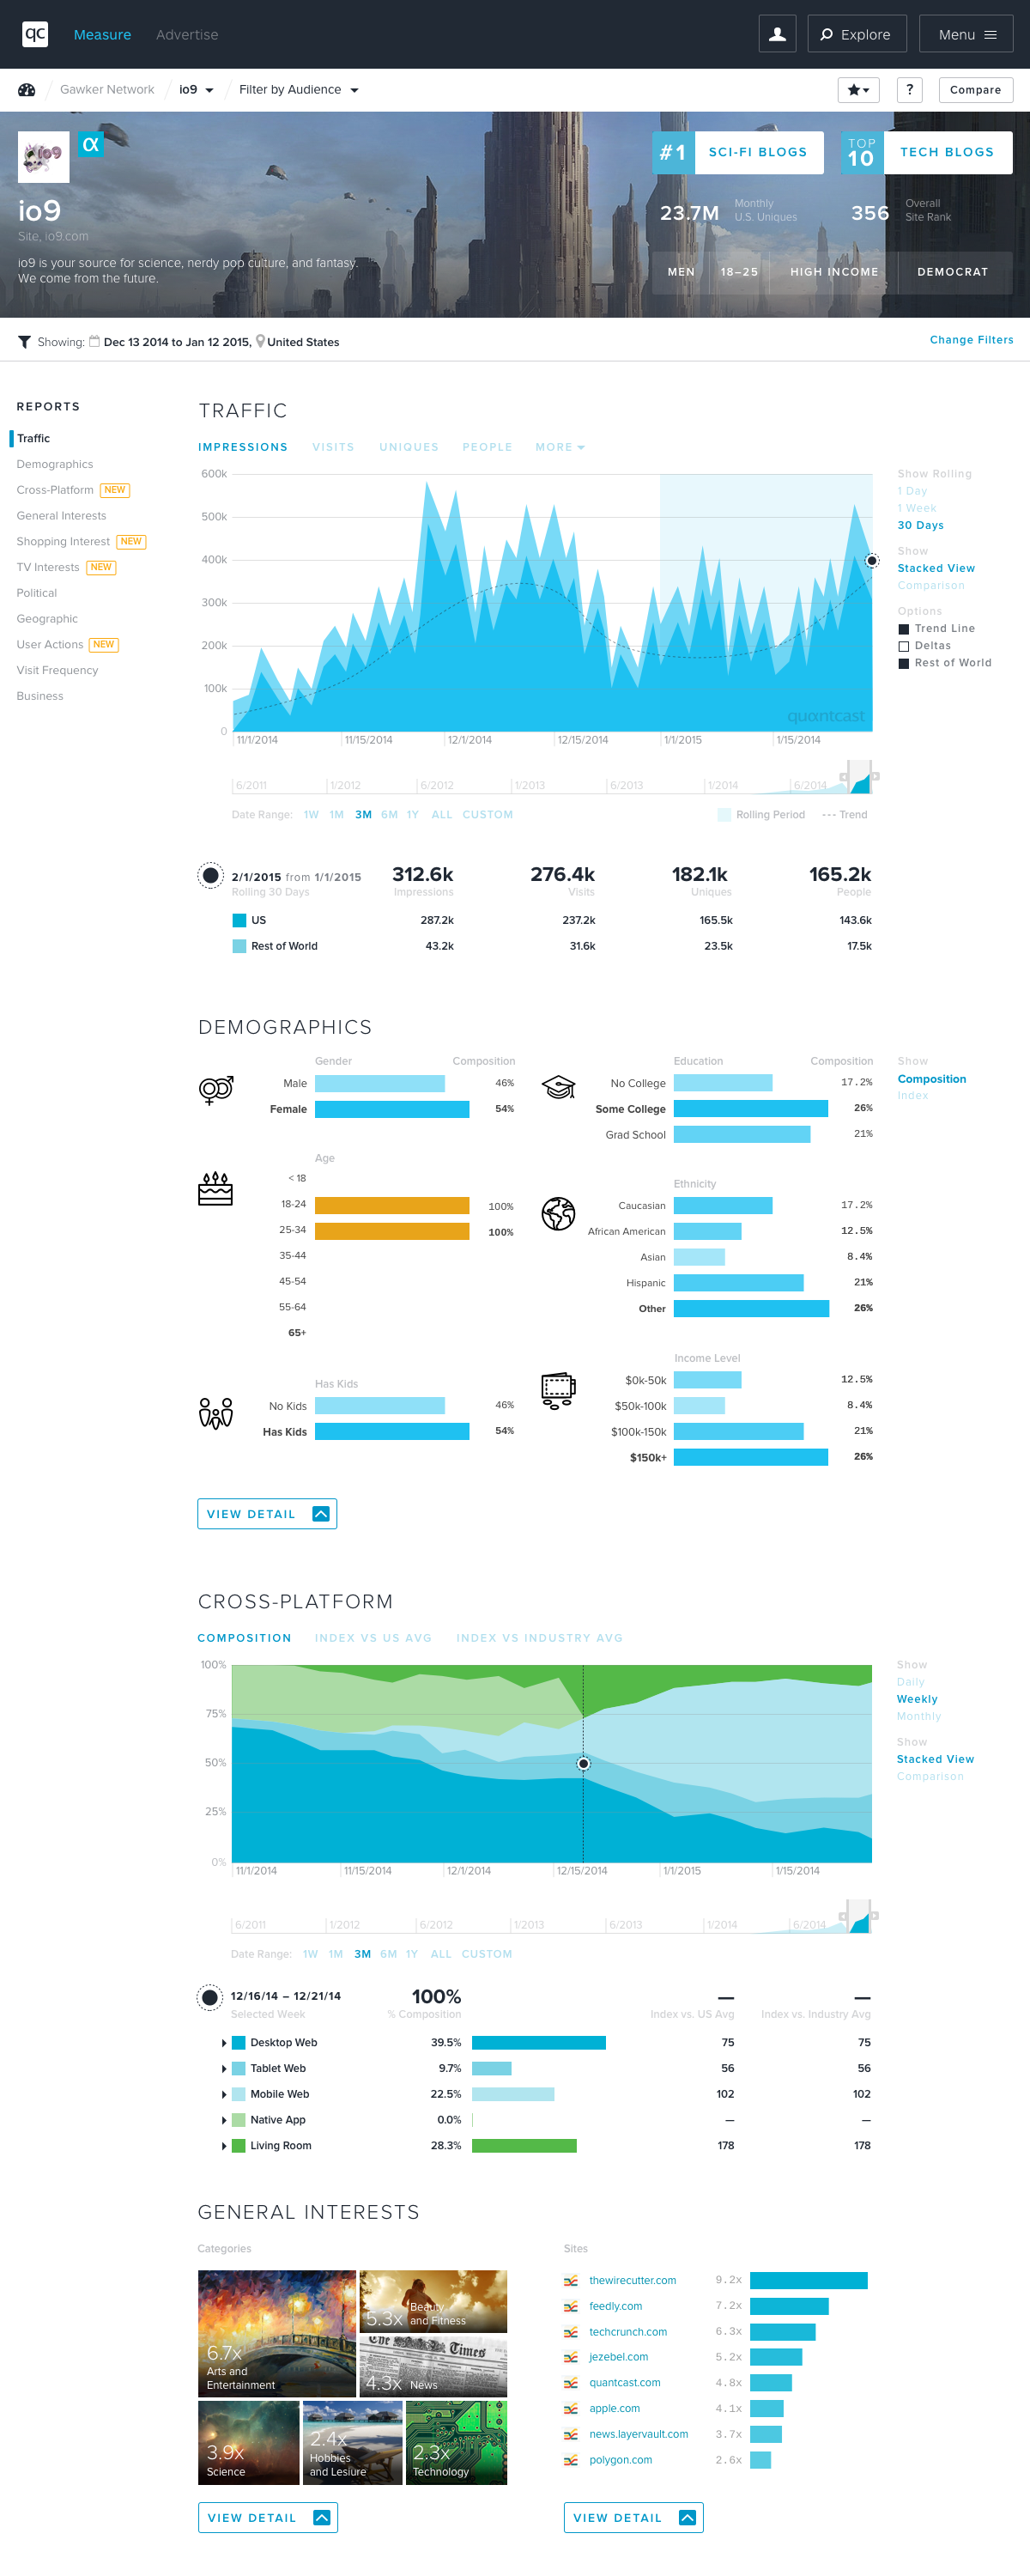 qc Measure Advertise Explore Menu
Gawker Network io9 Filter by Audience ? Compare
io9 α #1 SCI-FI BLOGS TOP 10 TECH BLOGS
io9
Site, io9.com
23.7M Monthly U.S. Uniques 356 Overall Site Rank
io9 is your source for science, nerdy pop culture, and fantasy.
We come from the future.
MEN 18–25 HIGH INCOME DEMOCRAT
Showing: Dec 13 2014 to Jan 12 2015, United States Change Filters
REPORTS
Traffic
Demographics
Cross-Platform NEW
General Interests
Shopping Interest NEW
TV Interests NEW
Political
Geographic
User Actions NEW
Visit Frequency
Business
TRAFFIC
IMPRESSIONS VISITS UNIQUES PEOPLE MORE
600k
500k
400k
300k
200k
100k
0
quantcast
11/1/2014 11/15/2014 12/1/2014 12/15/2014 1/1/2015 1/15/2014
Show Rolling
1 Day
1 Week
30 Days
Show
Stacked View
Comparison
Options
Trend Line
Deltas
Rest of World
6/2011 1/2012 6/2012 1/2013 6/2013 1/2014 6/2014
Date Range: 1W 1M 3M 6M 1Y ALL CUSTOM Rolling Period Trend
2/1/2015 from 1/1/2015 312.6k 276.4k 182.1k 165.2k
Rolling 30 Days Impressions Visits Uniques People
US 287.2k 237.2k 165.5k 143.6k
Rest of World 43.2k 31.6k 23.5k 17.5k
DEMOGRAPHICS
Gender Composition
Male 46%
Female 54%
Age
< 18
18-24 100%
25-34 100%
35-44
45-54
55-64
65+
Has Kids
No Kids 46%
Has Kids 54%
Education Composition
No College 17.2%
Some College 26%
Grad School 21%
Ethnicity
Caucasian 17.2%
African American 12.5%
Asian 8.4%
Hispanic 21%
Other 26%
Income Level
$0k-50k 12.5%
$50k-100k 8.4%
$100k-150k 21%
$150k+ 26%
Show
Composition
Index
VIEW DETAIL
CROSS-PLATFORM
COMPOSITION INDEX VS US AVG INDEX VS INDUSTRY AVG
100%
75%
50%
25%
0%
11/1/2014 11/15/2014 12/1/2014 12/15/2014 1/1/2015 1/15/2014
Show
Daily
Weekly
Monthly
Show
Stacked View
Comparison
6/2011 1/2012 6/2012 1/2013 6/2013 1/2014 6/2014
Date Range: 1W 1M 3M 6M 1Y ALL CUSTOM
12/16/14 – 12/21/14 100% — —
Selected Week % Composition Index vs. US Avg Index vs. Industry Avg
Desktop Web 39.5% 75 75
Tablet Web 9.7% 56 56
Mobile Web 22.5% 102 102
Native App 0.0% — —
Living Room 28.3% 178 178
GENERAL INTERESTS
Categories
6.7x Arts and Entertainment
5.3x Beauty and Fitness
Times
4.3x News
3.9x Science
2.4x Hobbies and Lesiure
2.3x Technology
VIEW DETAIL
Sites
thewirecutter.com 9.2x
feedly.com 7.2x
techcrunch.com 6.3x
jezebel.com 5.2x
quantcast.com 4.8x
apple.com 4.1x
news.layervault.com 3.7x
polygon.com 2.6x
VIEW DETAIL